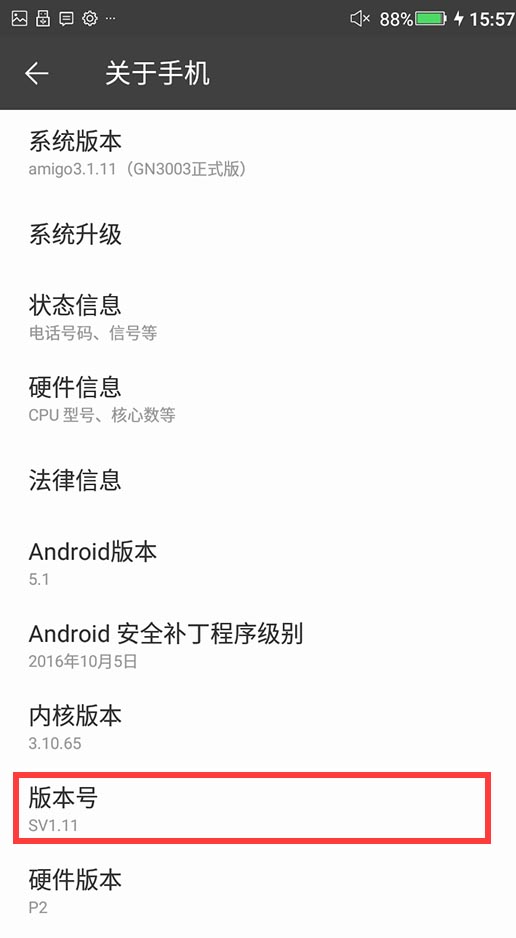 88% 15:57
关于手机
系统版本
amigo3.1.11（GN3003正式版）
系统升级
状态信息
电话号码、信号等
硬件信息
CPU 型号、核心数等
法律信息
Android版本
5.1
Android 安全补丁程序级别
2016年10月5日
内核版本
3.10.65
版本号
SV1.11
硬件版本
P2